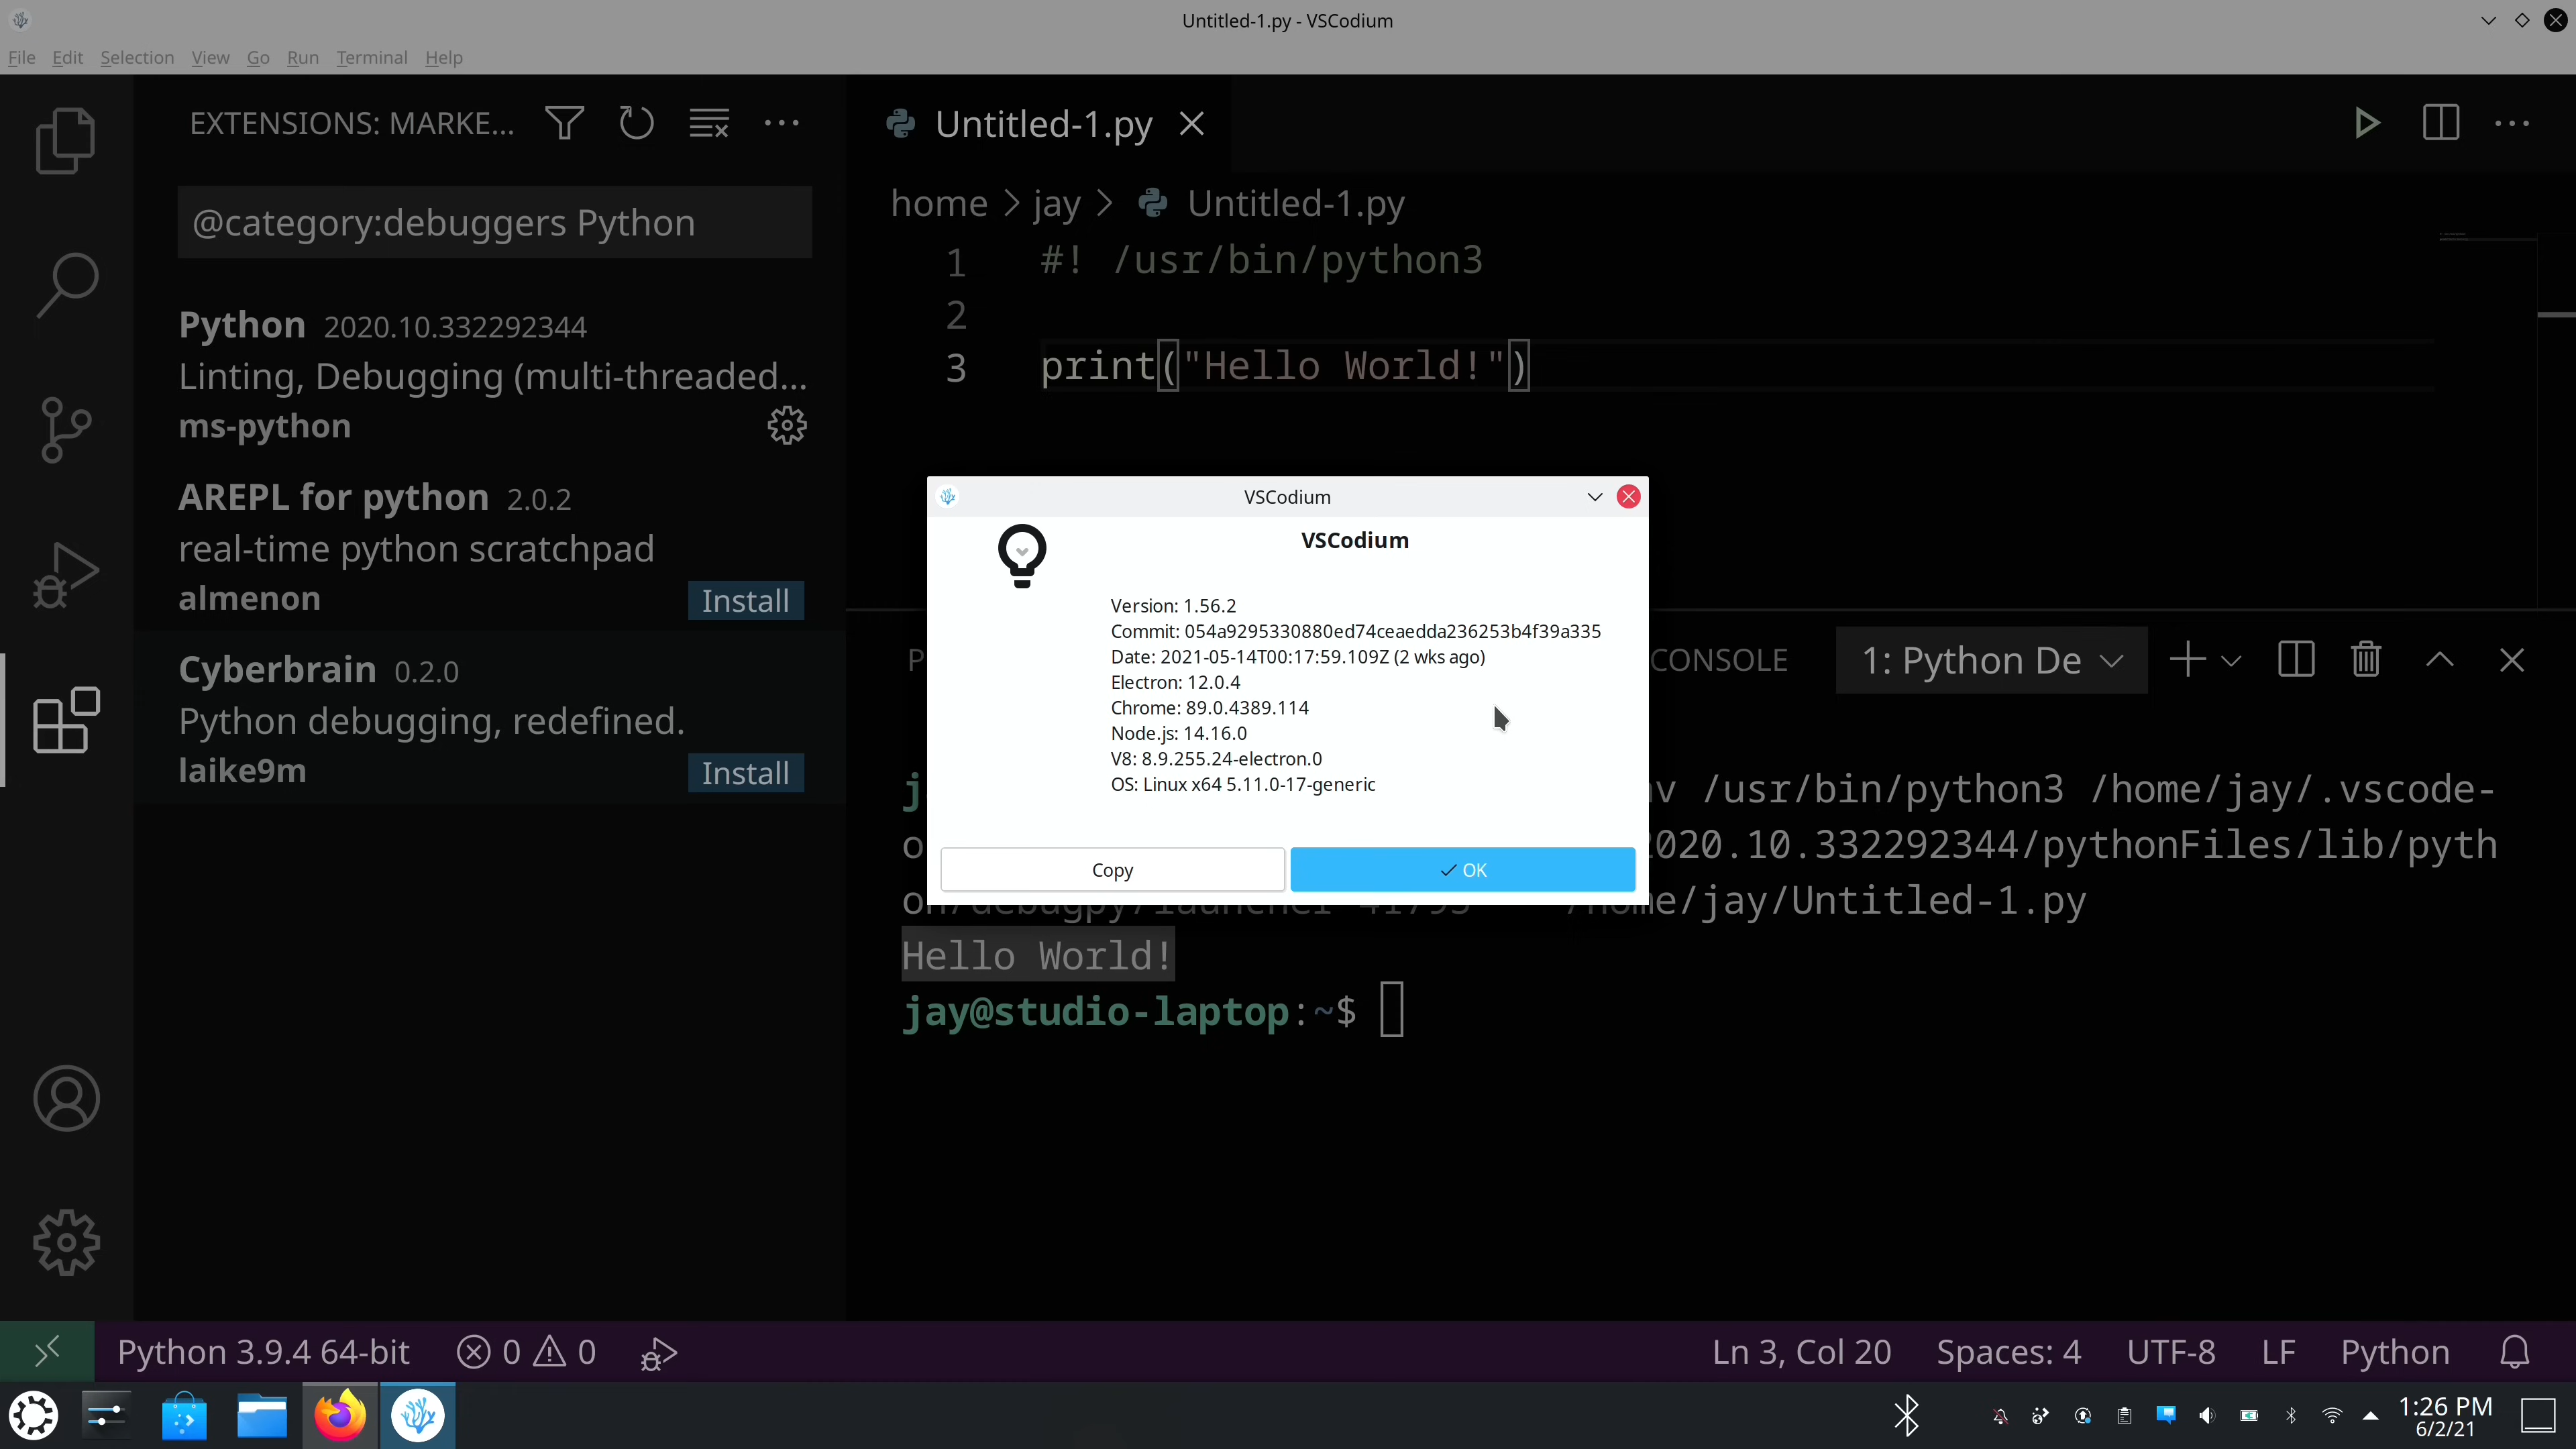 Untitled-1.py - VSCodium
File Edit Selection View Go Run Terminal Help
EXTENSIONS: MARKE...
@category:debuggers Python
Python 2020.10.332292344
Linting, Debugging (multi-threaded...
ms-python
AREPL for python 2.0.2
real-time python scratchpad
almenon
Install
Cyberbrain 0.2.0
Python debugging, redefined.
laike9m
Install
Untitled-1.py
home > jay > Untitled-1.py
1 #! /usr/bin/python3
2
3 print("Hello World!")
VSCodium
VSCodium
Version: 1.56.2
Commit: 054a9295330880ed74ceaedda236253b4f39a335
Date: 2021-05-14T00:17:59.109Z (2 wks ago)
Electron: 12.0.4
Chrome: 89.0.4389.114
Node.js: 14.16.0
V8: 8.9.255.24-electron.0
OS: Linux x64 5.11.0-17-generic
Copy
OK
CONSOLE
1: Python De
/usr/bin/python3 /home/jay/.vscode-
2020.10.332292344/pythonFiles/lib/pyth
/home/jay/Untitled-1.py
Hello World!
jay@studio-laptop:~$
Python 3.9.4 64-bit 0 0
Ln 3, Col 20 Spaces: 4 UTF-8 LF Python
1:26 PM
6/2/21